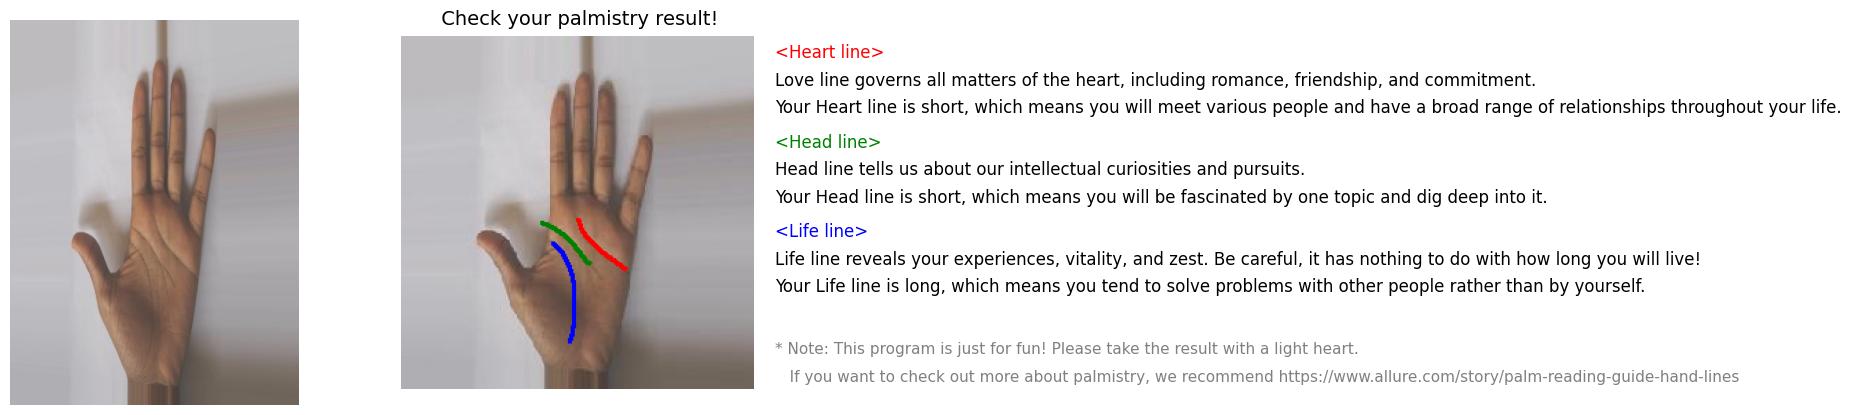 Check your palmistry result!
<Heart line>
Love line governs all matters of the heart, including romance, friendship, and commitment.
Your Heart line is short, which means you will meet various people and have a broad range of relationships throughout your life.
<Head line>
Head line tells us about our intellectual curiosities and pursuits.
Your Head line is short, which means you will be fascinated by one topic and dig deep into it.
<Life line>
Life line reveals your experiences, vitality, and zest. Be careful, it has nothing to do with how long you will live!
Your Life line is long, which means you tend to solve problems with other people rather than by yourself.
* Note: This program is just for fun! Please take the result with a light heart.
If you want to check out more about palmistry, we recommend https://www.allure.com/story/palm-reading-guide-hand-lines